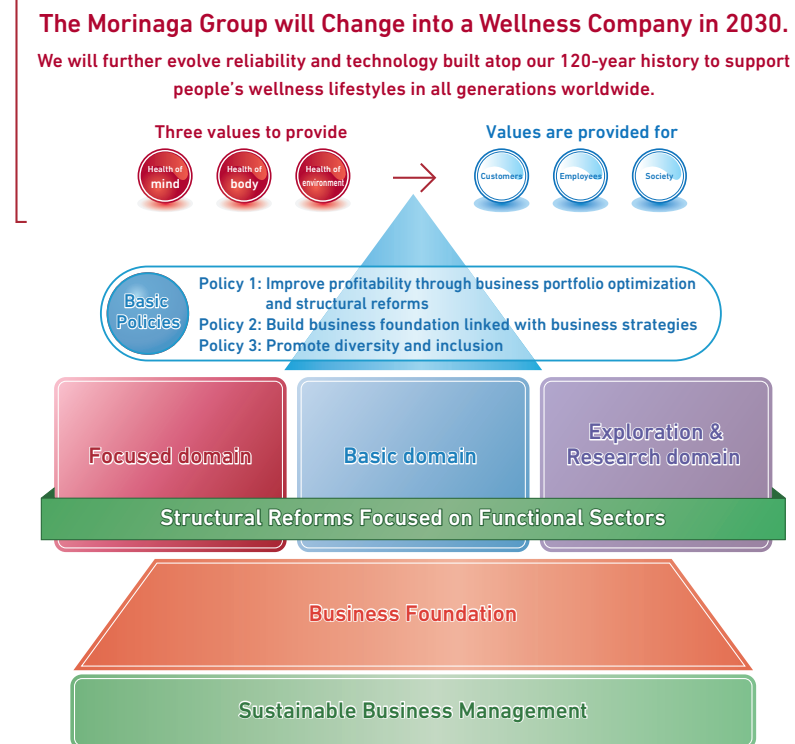 The Morinaga Group will Change into a Wellness Company in 2030.
We will further evolve reliability and technology built atop our 120-year history to support
people's wellness lifestyles in all generations worldwide.
Three values to provide
Health of
mind
Health of
body
Health of
environment
Values are provided for
Customers
Employees
Society
Basic
Policies
Policy 1: Improve profitability through business portfolio optimization
and structural reforms
Policy 2: Build business foundation linked with business strategies
Policy 3: Promote diversity and inclusion
Focused domain
Basic domain
Exploration &
Research domain
Structural Reforms Focused on Functional Sectors
Business Foundation
Sustainable Business Management